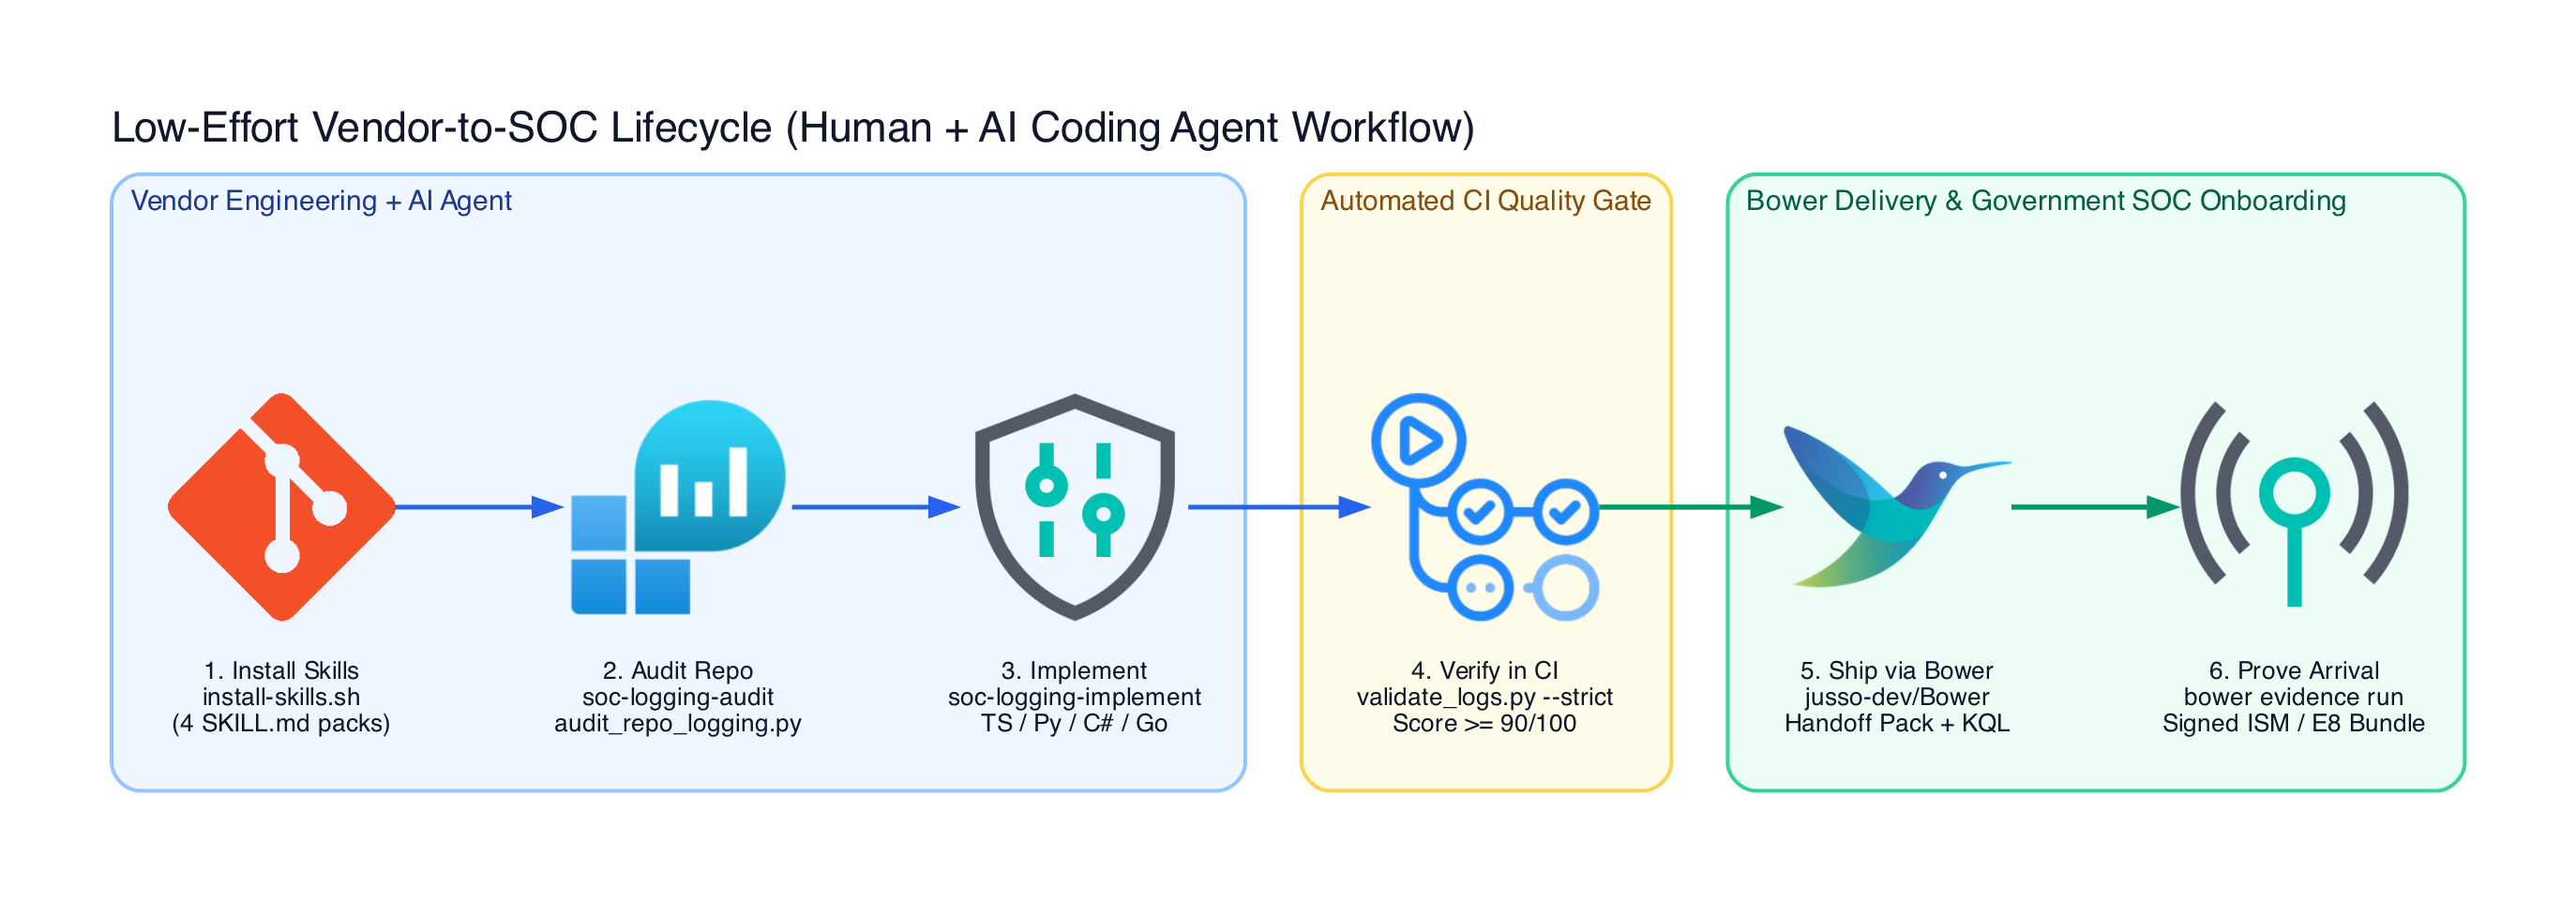 Low-Effort Vendor-to-SOC Lifecycle (Human + AI Coding Agent Workflow)
Vendor Engineering + AI Agent
1. Install Skills
install-skills.sh
(4 SKILL.md packs)
2. Audit Repo
soc-logging-audit
audit_repo_logging.py
3. Implement
soc-logging-implement
TS / Py / C# / Go
Automated CI Quality Gate
4. Verify in CI
validate_logs.py --strict
Score >= 90/100
Bower Delivery & Government SOC Onboarding
5. Ship via Bower
jusso-dev/Bower
Handoff Pack + KQL
6. Prove Arrival
bower evidence run
Signed ISM / E8 Bundle